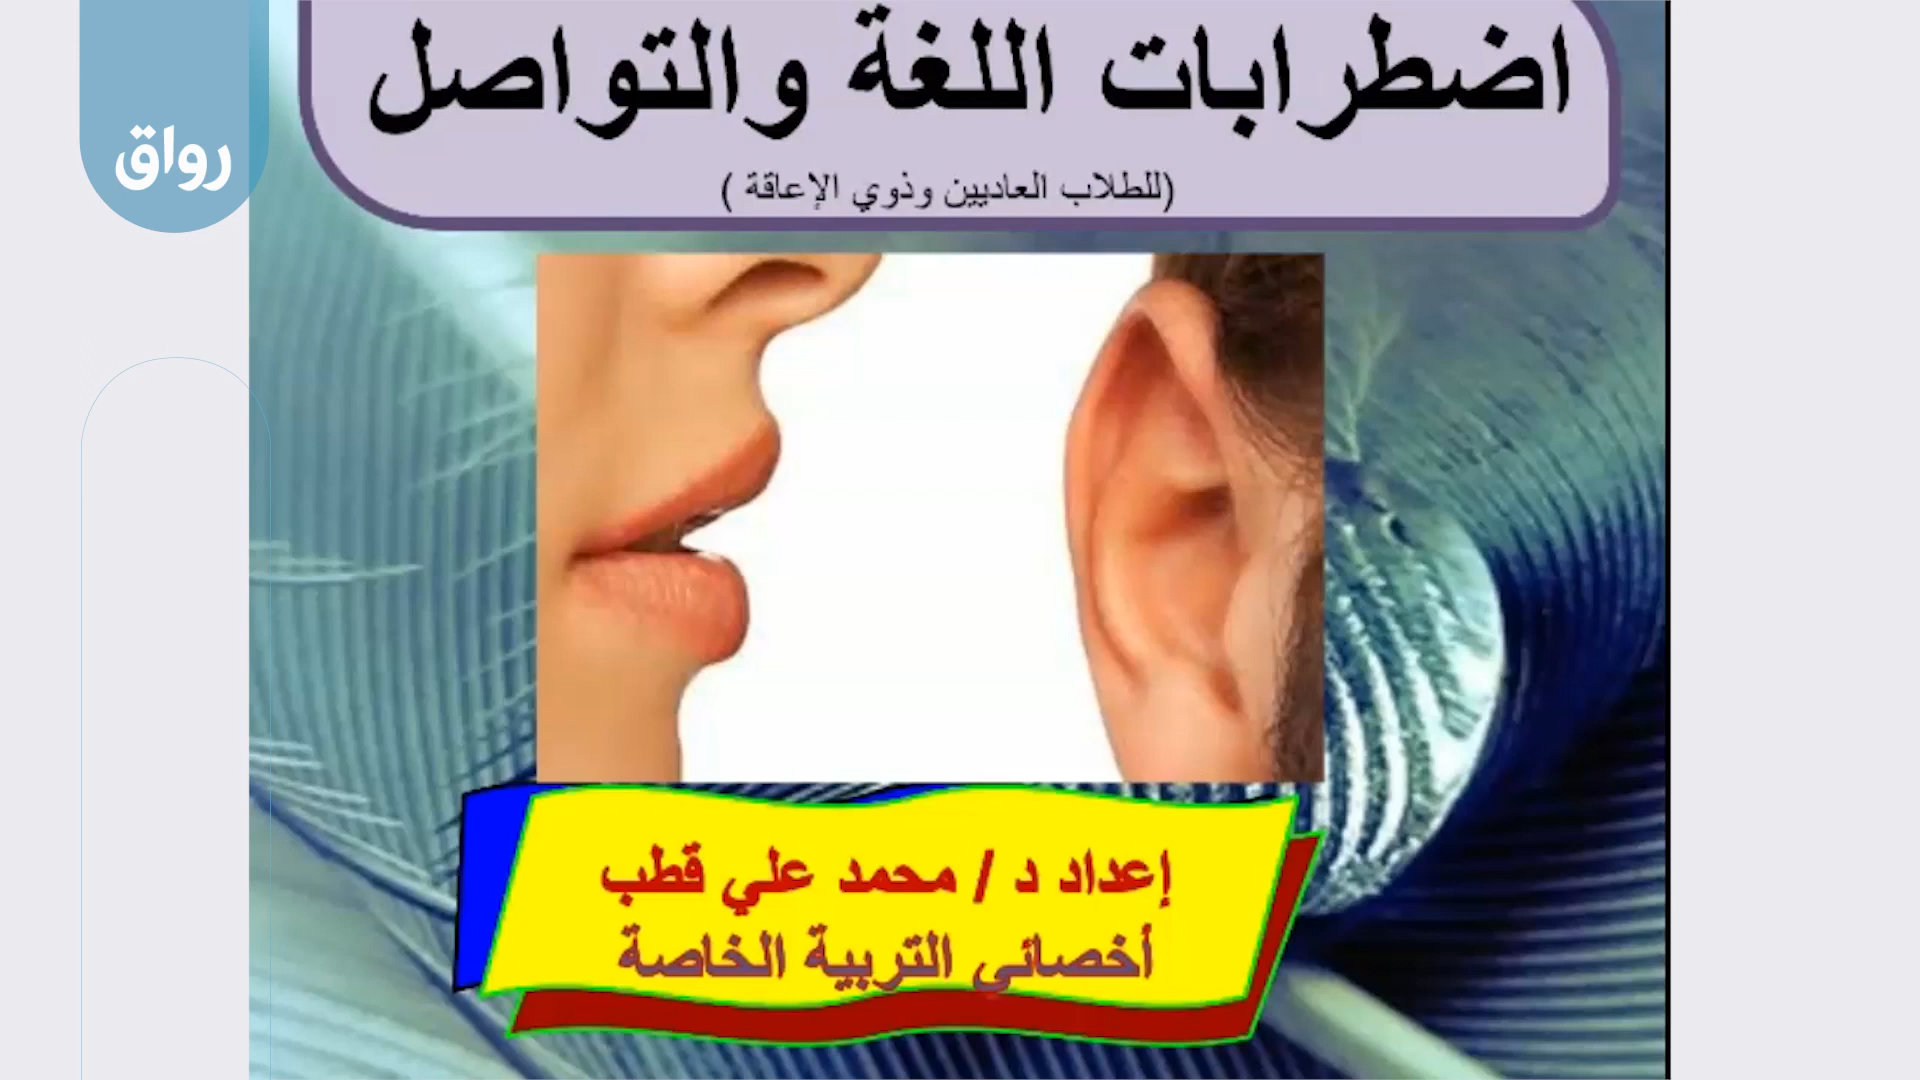 رواق
اضطرابات اللغة والتواصل
(للطلاب العاديين وذوي الإعاقة )
إعداد د / محمد علي قطب
أخصائي التربية الخاصة